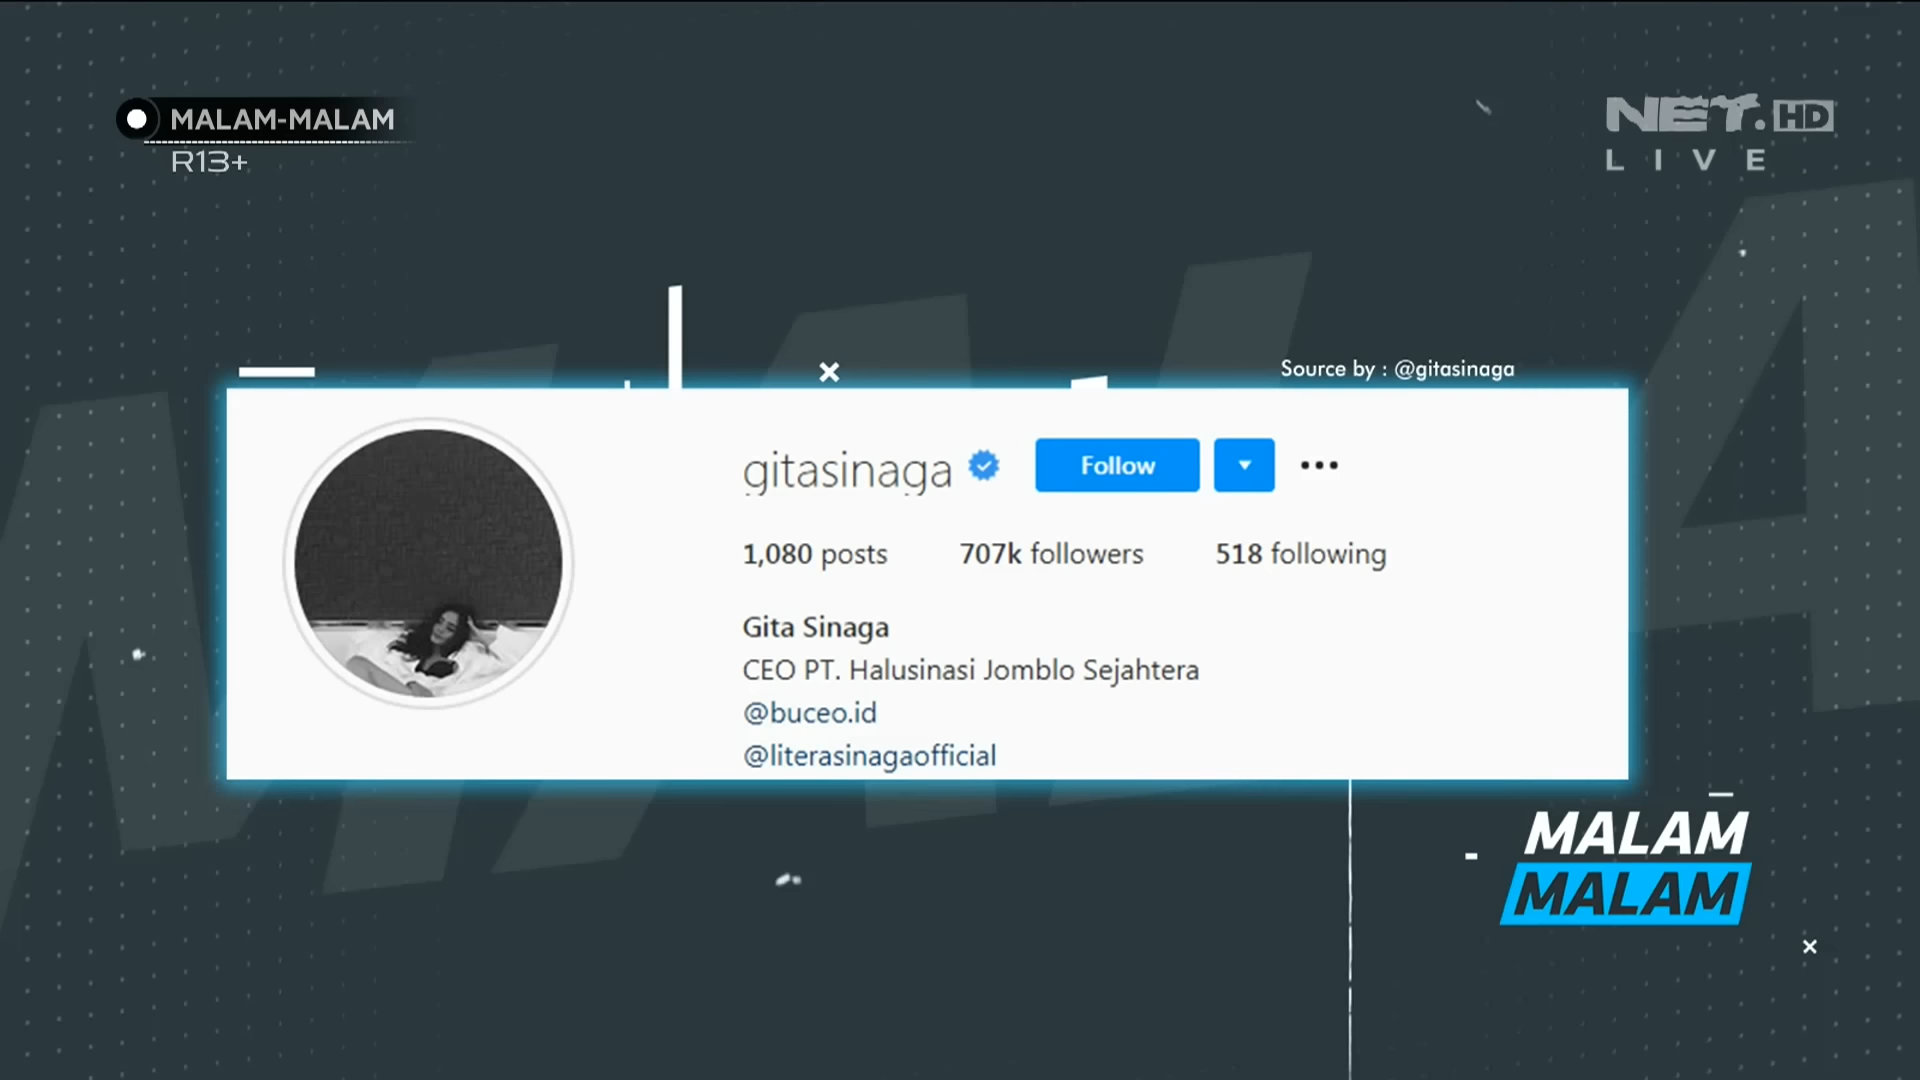 MALAM-MALAM
R13+
NET. HD
LIVE
Source by : @gitasinaga
gitasinaga Follow
1,080 posts 707k followers 518 following
Gita Sinaga
CEO PT. Halusinasi Jomblo Sejahtera
@buceo.id
@literasinagaofficial
MALAM
MALAM